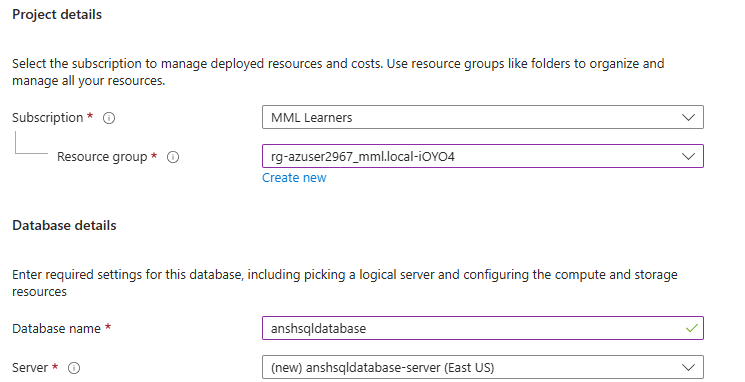 Project details
Select the subscription to manage deployed resources and costs. Use resource groups like folders to organize and
manage all your resources.
Subscription *
MML Learners
Resource group *
rg-azuser2967_mml.local-iOYO4
Create new
Database details
Enter required settings for this database, including picking a logical server and configuring the compute and storage
resources
Database name *
anshsqldatabase
Server *
(new) anshsqldatabase-server (East US)